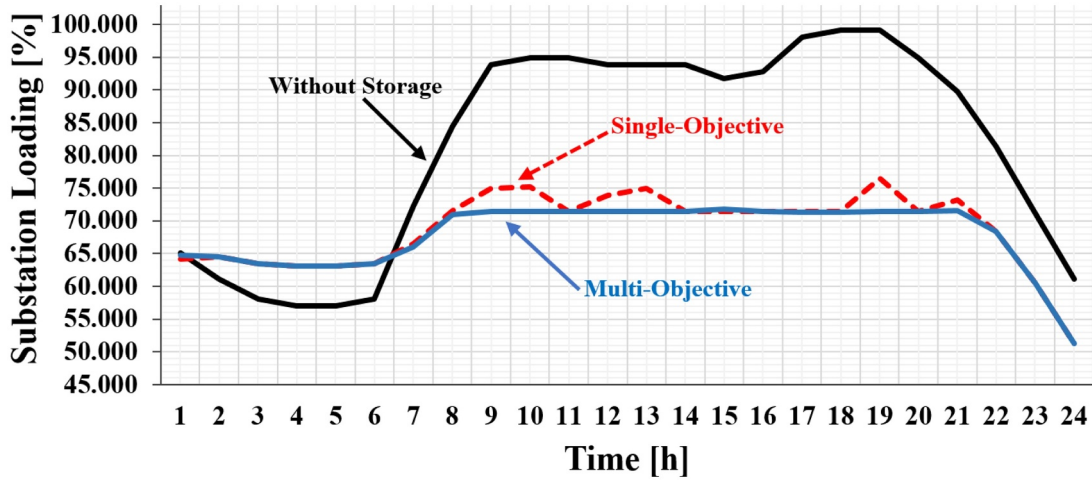 Substation Loading [%]
100.000
95.000
90.000
85.000
80.000
75.000
70.000
65.000
60.000
55.000
50.000
45.000
Without Storage
Single-Objective
Multi-Objective
1 2 3 4 5 6 7 8 9 10 11 12 13 14 15 16 17 18 19 20 21 22 23 24
Time [h]